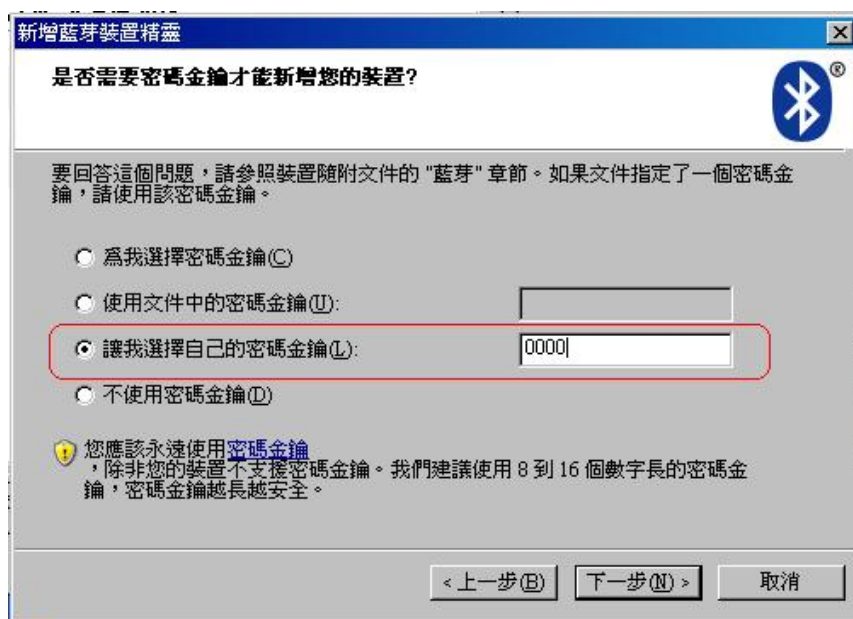 新增藍芽裝置精靈
是否需要密碼金鑰才能新增您的裝置?
®
要回答這個問題，請參照裝置隨附文件的 "藍芽" 章節。如果文件指定了一個密碼金
鑰，請使用該密碼金鑰。
為我選擇密碼金鑰(C)
使用文件中的密碼金鑰(U):
讓我選擇自己的密碼金鑰(L): 0000
不使用密碼金鑰(D)
您應該永遠使用密碼金鑰
，除非您的裝置不支援密碼金鑰。我們建議使用 8 到 16 個數字長的密碼金
鑰，密碼金鑰越長越安全。
< 上一步(B) 下一步(N) > 取消